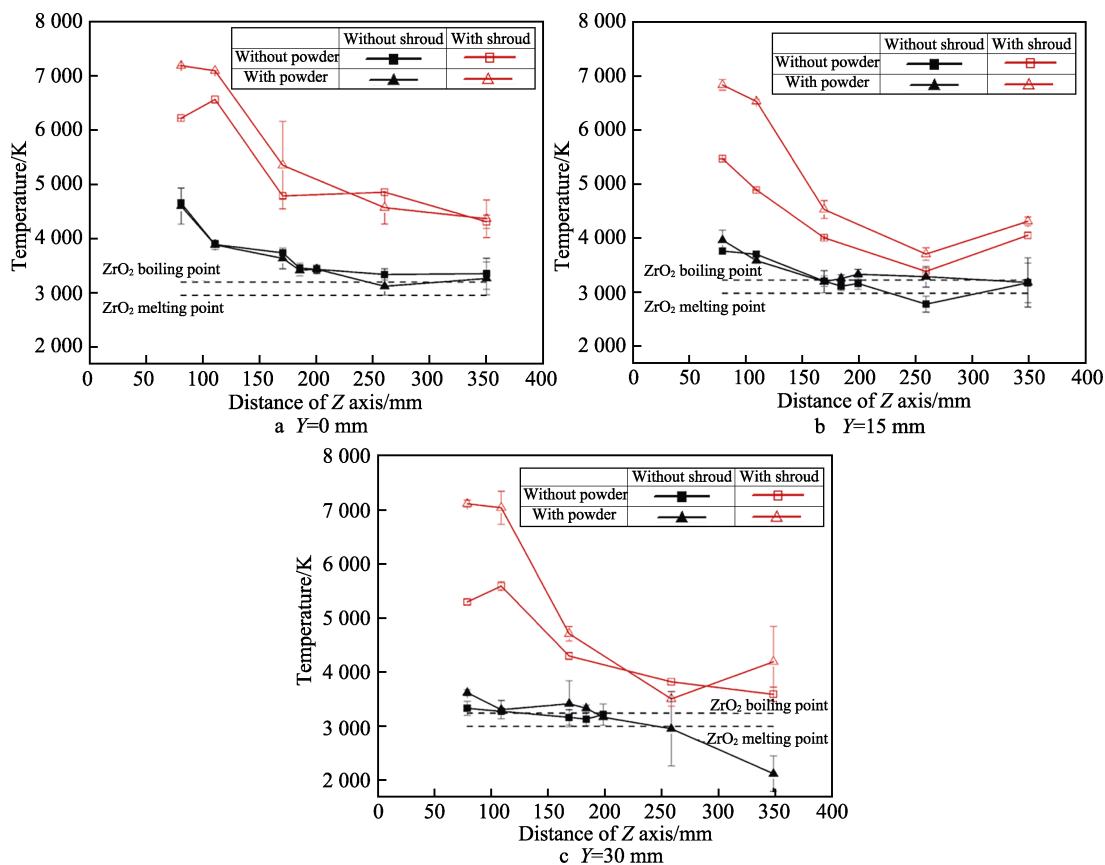 8 000
7 000
6 000
5 000
4 000
3 000
2 000
Temperature/K
Without shroud With shroud
Without powder
With powder
ZrO₂ boiling point
ZrO₂ melting point
0 50 100 150 200 250 300 350 400
Distance of Z axis/mm
a Y=0 mm
8 000
7 000
6 000
5 000
4 000
3 000
2 000
Temperature/K
Without shroud With shroud
Without powder
With powder
ZrO₂ boiling point
ZrO₂ melting point
0 50 100 150 200 250 300 350 400
Distance of Z axis/mm
b Y=15 mm
8 000
7 000
6 000
5 000
4 000
3 000
2 000
Temperature/K
Without shroud With shroud
Without powder
With powder
ZrO₂ boiling point
ZrO₂ melting point
0 50 100 150 200 250 300 350 400
Distance of Z axis/mm
c Y=30 mm